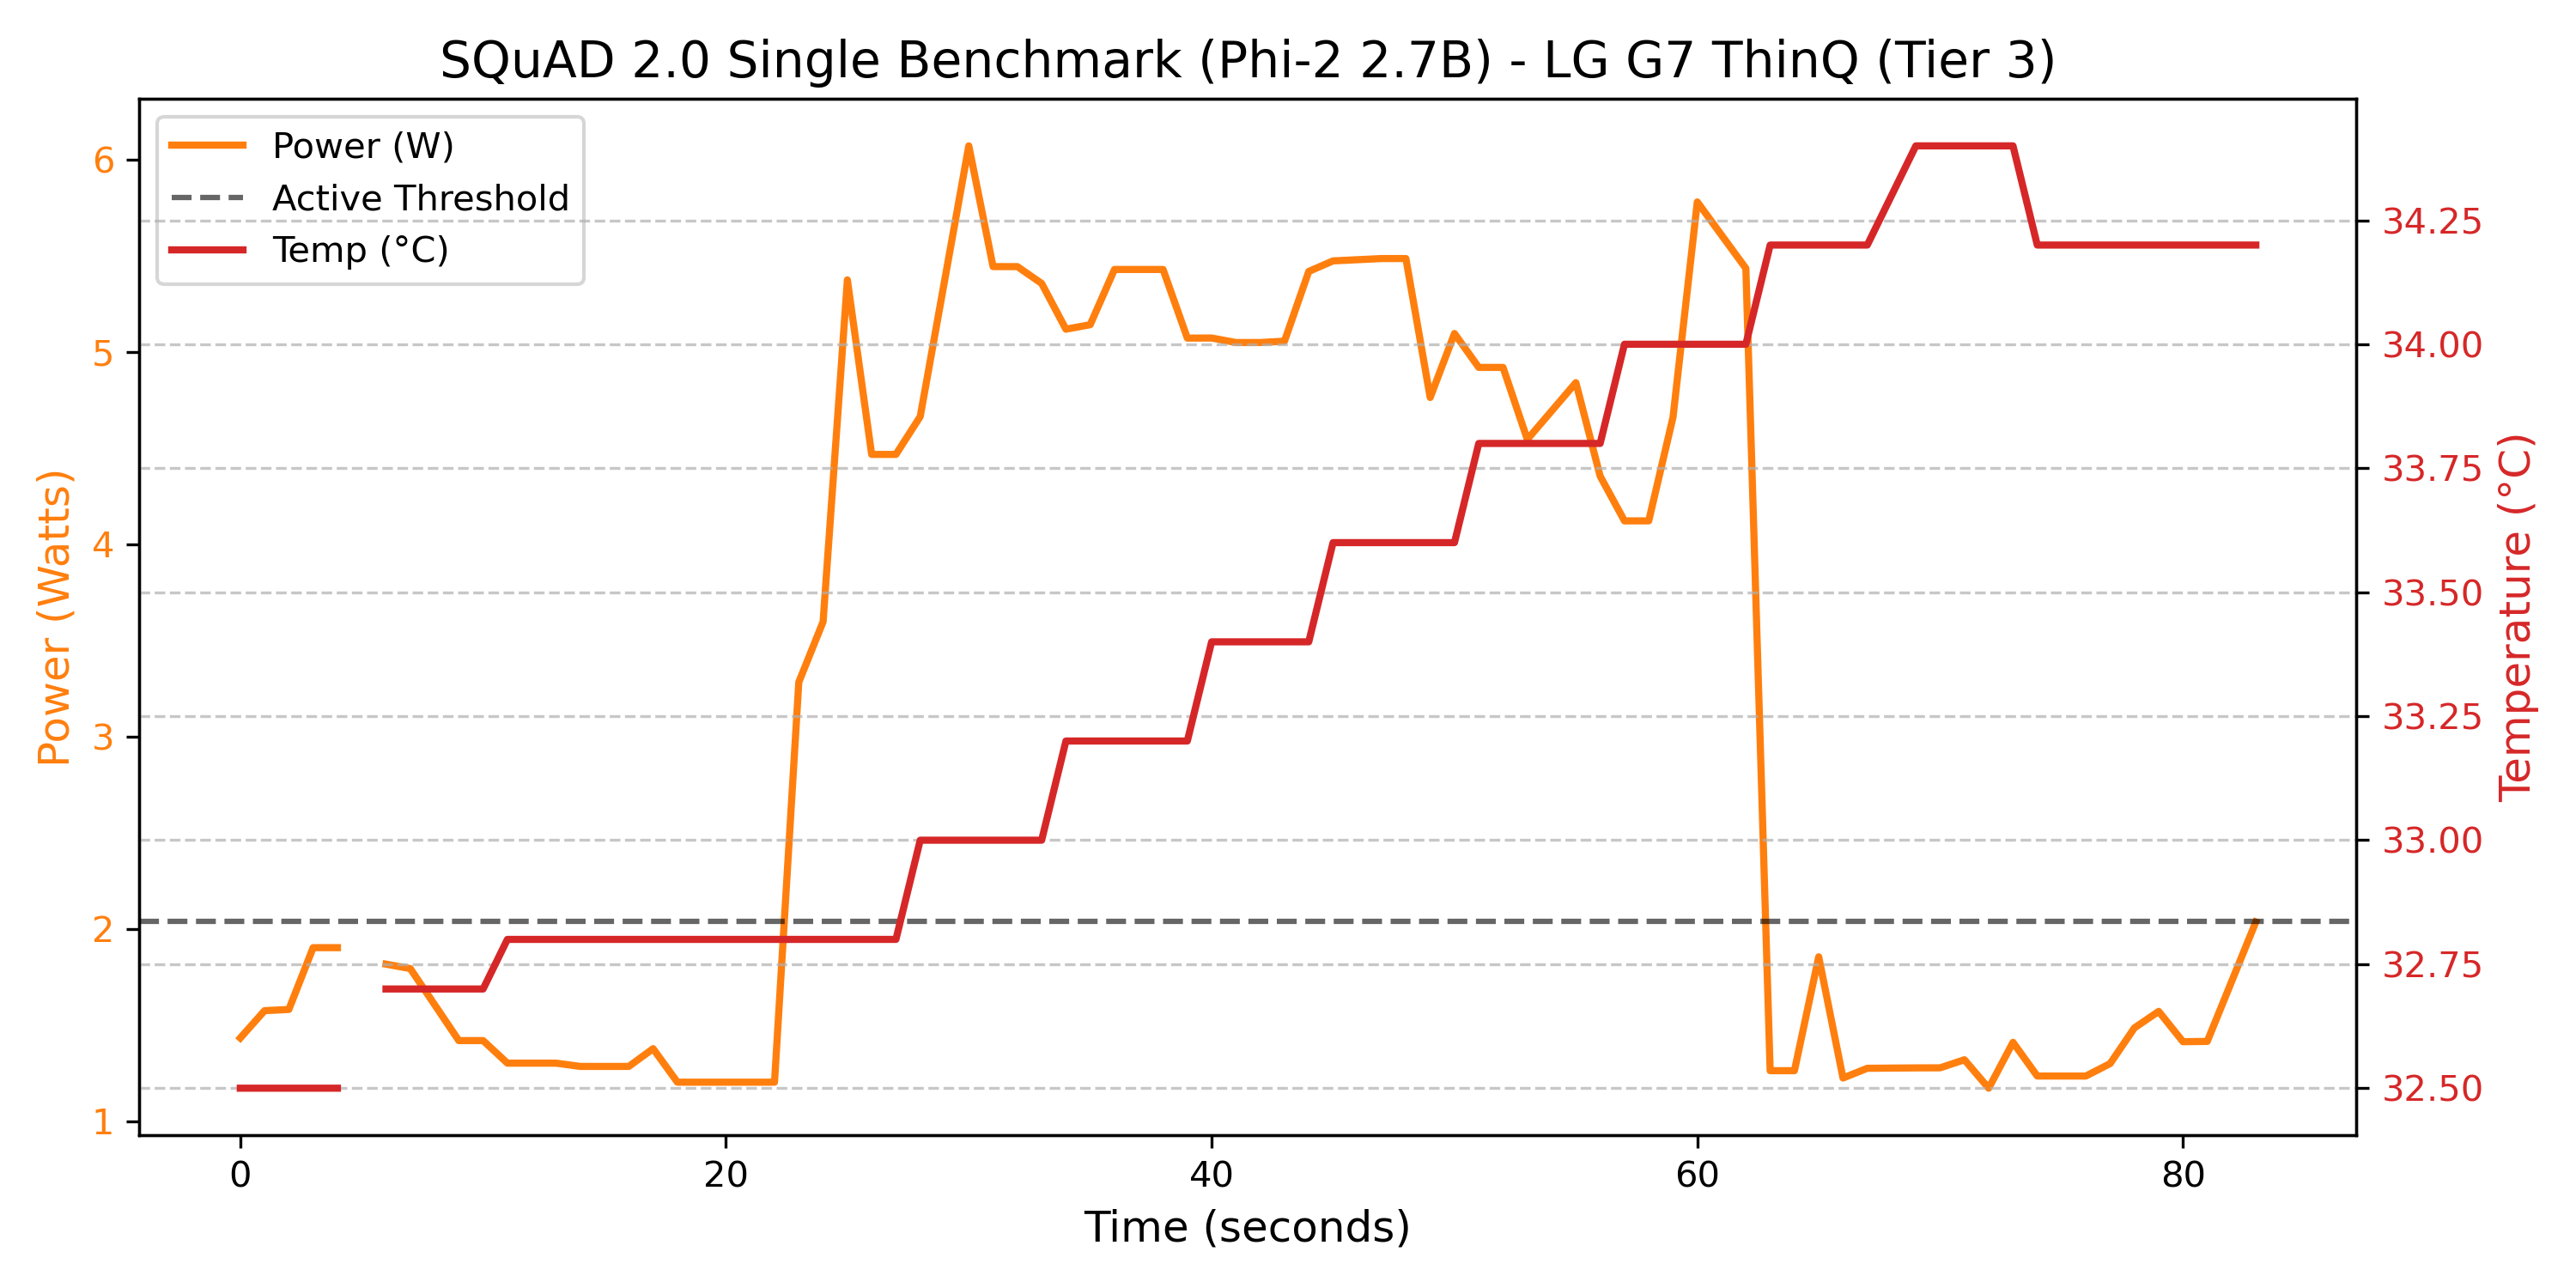 SQuAD 2.0 Single Benchmark (Phi-2 2.7B) - LG G7 ThinQ (Tier 3)
Power (W)
Active Threshold
Temp (°C)
Power (Watts)
6
5
4
3
2
1
34.25
34.00
33.75
33.50
33.25
33.00
32.75
32.50
Temperature (°C)
0 20 40 60 80
Time (seconds)